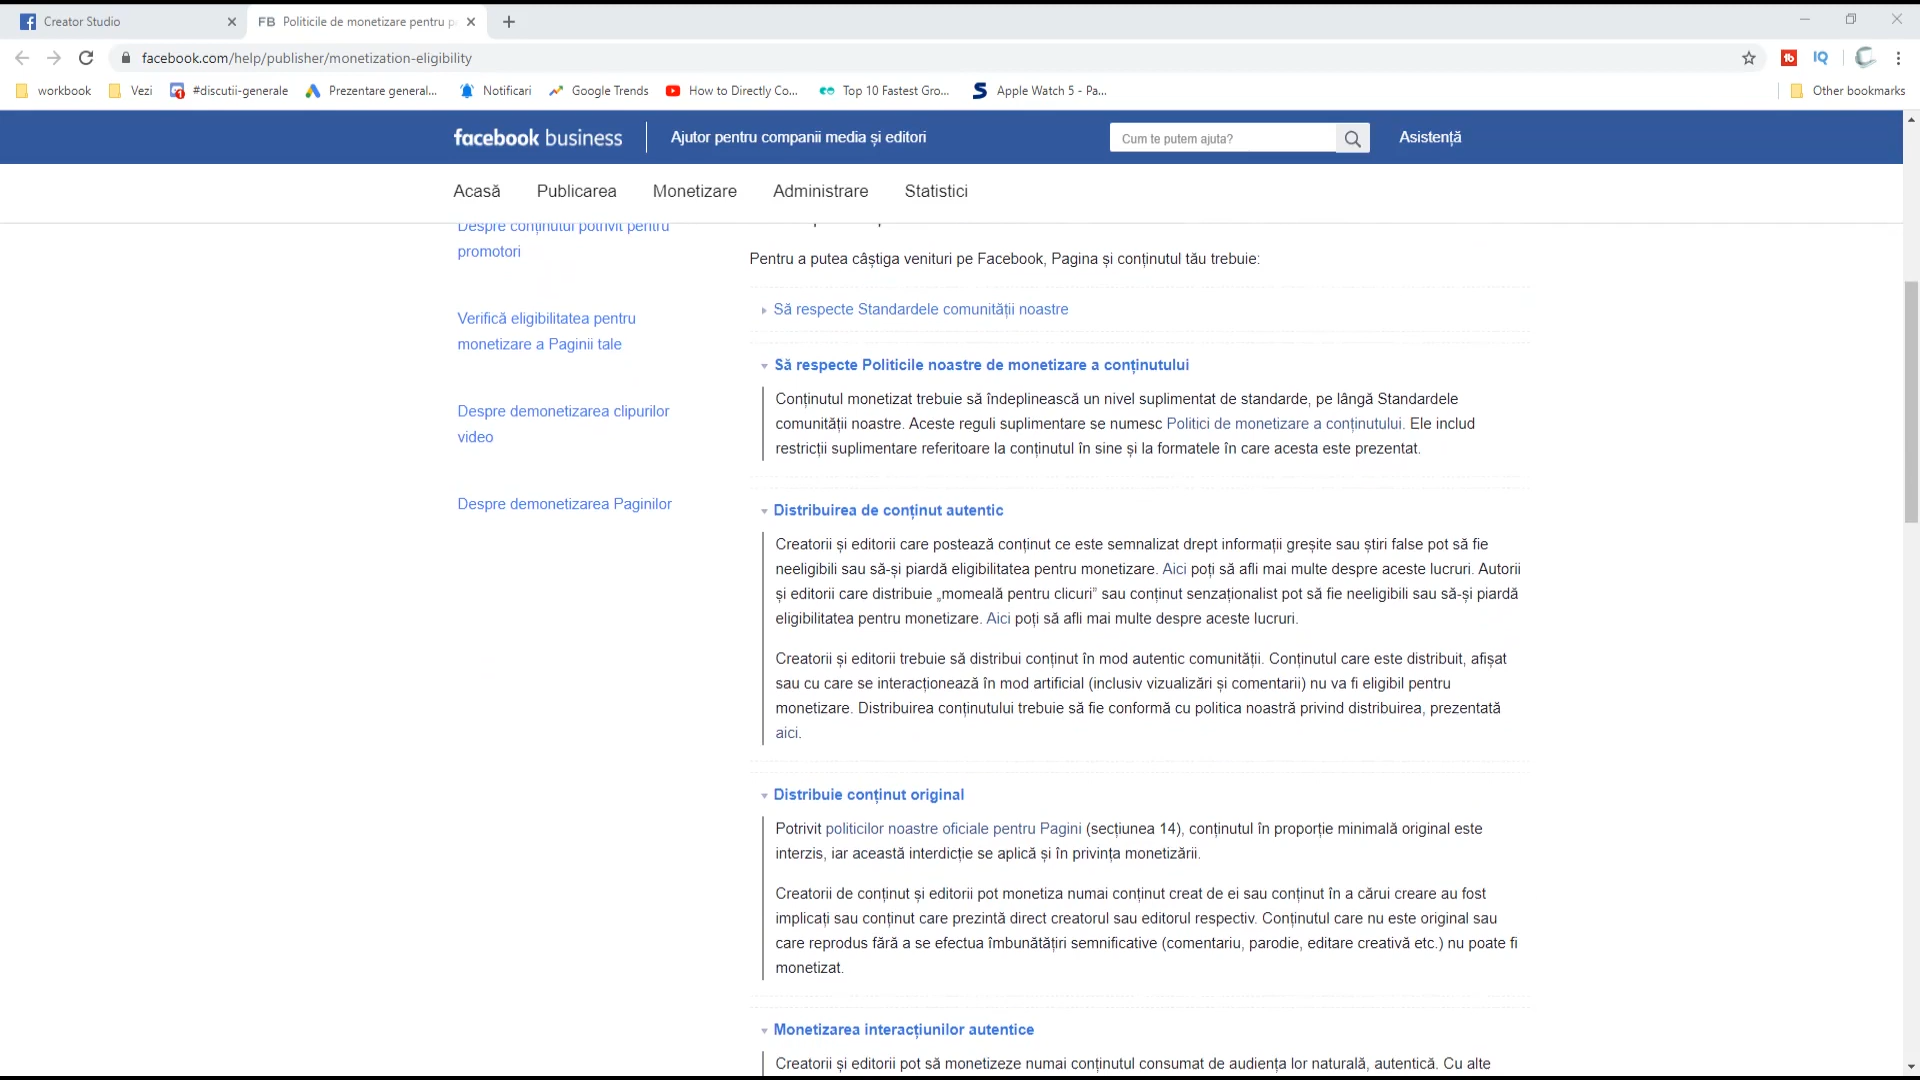 Creator Studio
FB Politicile de monetizare pentru p
facebook.com/help/publisher/monetization-eligibility
workbook
Vezi
#discutii-generale
Prezentare general...
Notificari
Google Trends
How to Directly Co...
Top 10 Fastest Gro...
Apple Watch 5 - Pa...
Other bookmarks
facebook business
Ajutor pentru companii media și editori
Cum te putem ajuta?
Asistență
Acasă
Publicarea
Monetizare
Administrare
Statistici
Despre conținutul potrivit pentru
promotori
Verifică eligibilitatea pentru
monetizare a Paginii tale
Despre demonetizarea clipurilor
video
Despre demonetizarea Paginilor
Pentru a putea câștiga venituri pe Facebook, Pagina și conținutul tău trebuie:
Să respecte Standardele comunității noastre
Să respecte Politicile noastre de monetizare a conținutului
Conținutul monetizat trebuie să îndeplinească un nivel suplimentat de standarde, pe lângă Standardele
comunității noastre. Aceste reguli suplimentare se numesc Politici de monetizare a conținutului. Ele includ
restricții suplimentare referitoare la conținutul în sine și la formatele în care acesta este prezentat.
Distribuirea de conținut autentic
Creatorii și editorii care postează conținut ce este semnalizat drept informații greșite sau știri false pot să fie
neeligibili sau să-și piardă eligibilitatea pentru monetizare. Aici poți să afli mai multe despre aceste lucruri. Autorii
și editorii care distribuie „momeală pentru clicuri” sau conținut senzaționalist pot să fie neeligibili sau să-și piardă
eligibilitatea pentru monetizare. Aici poți să afli mai multe despre aceste lucruri.
Creatorii și editorii trebuie să distribui conținut în mod autentic comunității. Conținutul care este distribuit, afișat
sau cu care se interacționează în mod artificial (inclusiv vizualizări și comentarii) nu va fi eligibil pentru
monetizare. Distribuirea conținutului trebuie să fie conformă cu politica noastră privind distribuirea, prezentată
aici.
Distribuie conținut original
Potrivit politicilor noastre oficiale pentru Pagini (secțiunea 14), conținutul în proporție minimală original este
interzis, iar această interdicție se aplică și în privința monetizării.
Creatorii de conținut și editorii pot monetiza numai conținut creat de ei sau conținut în a cărui creare au fost
implicați sau conținut care prezintă direct creatorul sau editorul respectiv. Conținutul care nu este original sau
care reprodus fără a se efectua îmbunătățiri semnificative (comentariu, parodie, editare creativă etc.) nu poate fi
monetizat.
Monetizarea interacțiunilor autentice
Creatorii și editorii pot să monetizeze numai conținutul consumat de audiența lor naturală, autentică. Cu alte